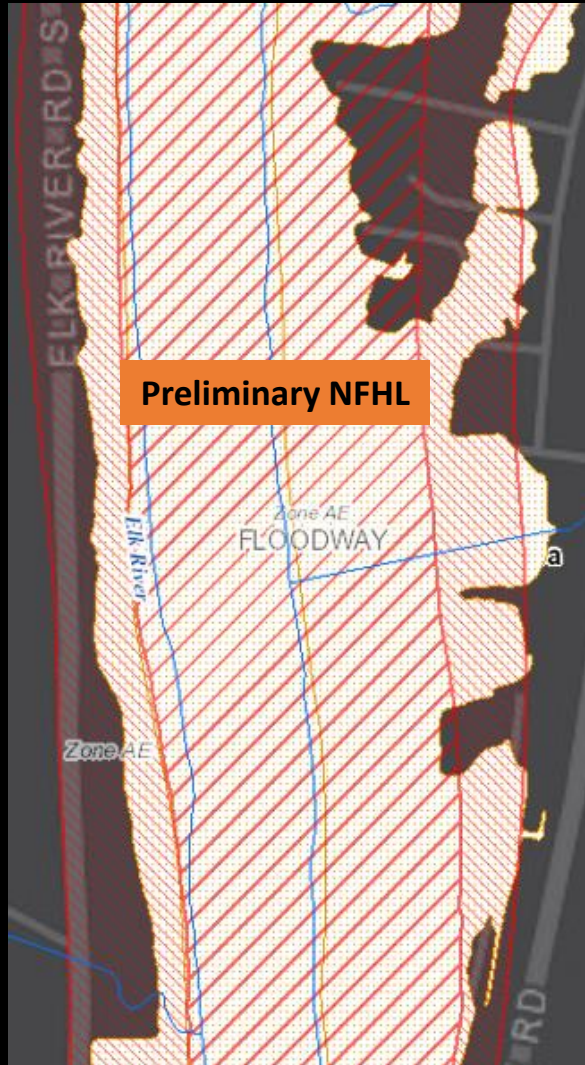 ELK RIVER RD S
Preliminary NFHL
Zone AE
FLOODWAY
Elk River
a
Zone AE
RD